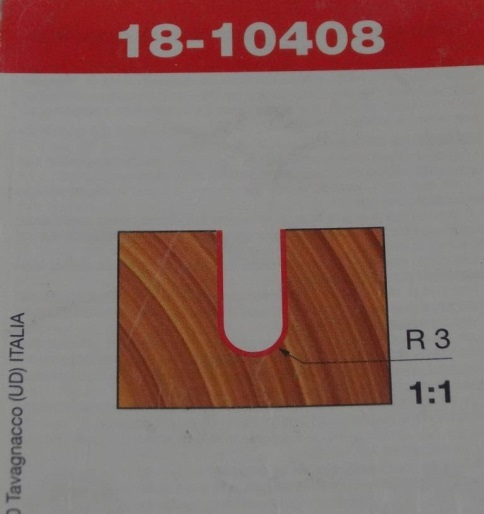 18-10408
R 3
1:1
Tavagnacco (UD) ITALIA